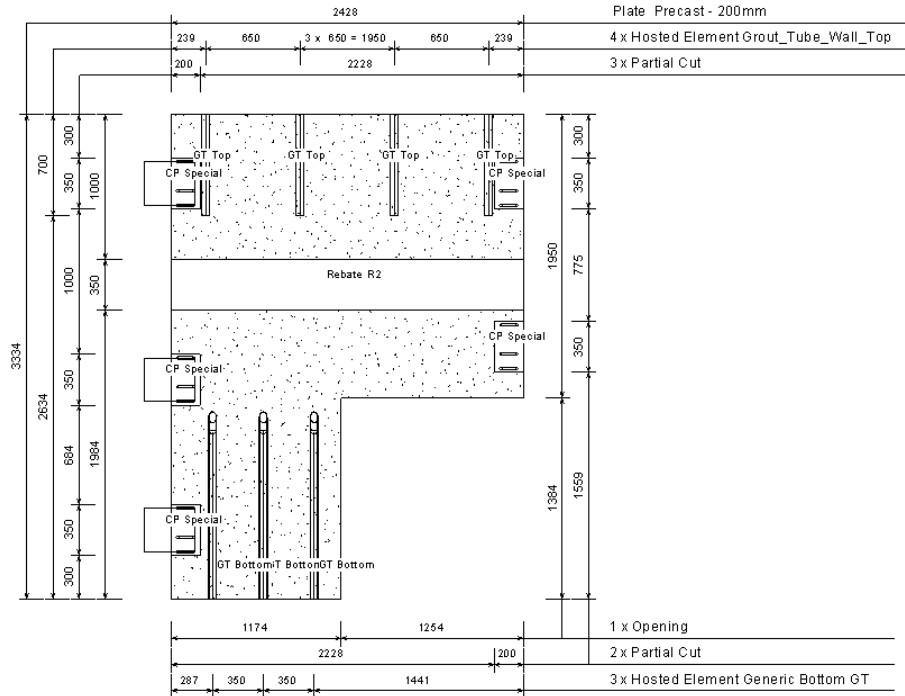 2428
Plate Precast - 200mm
239 650 3 x 650 = 1950 650 239
4 x Hosted Element Grout_Tube_Wall_Top
200 2228
3 x Partial Cut
300
700
350
1000
GT Top GT Top GT Top GT Top
CP Special CP Special
300
350
1950
775
1000
350
Rebate R2
3334
2634
CP Special
350
CP Special
350
1984
684
1384
1559
CP Special
350
GT Bottom T Bottom GT Bottom
300
1174 1254
1 x Opening
2228 200
2 x Partial Cut
287 350 350 1441
3 x Hosted Element Generic Bottom GT